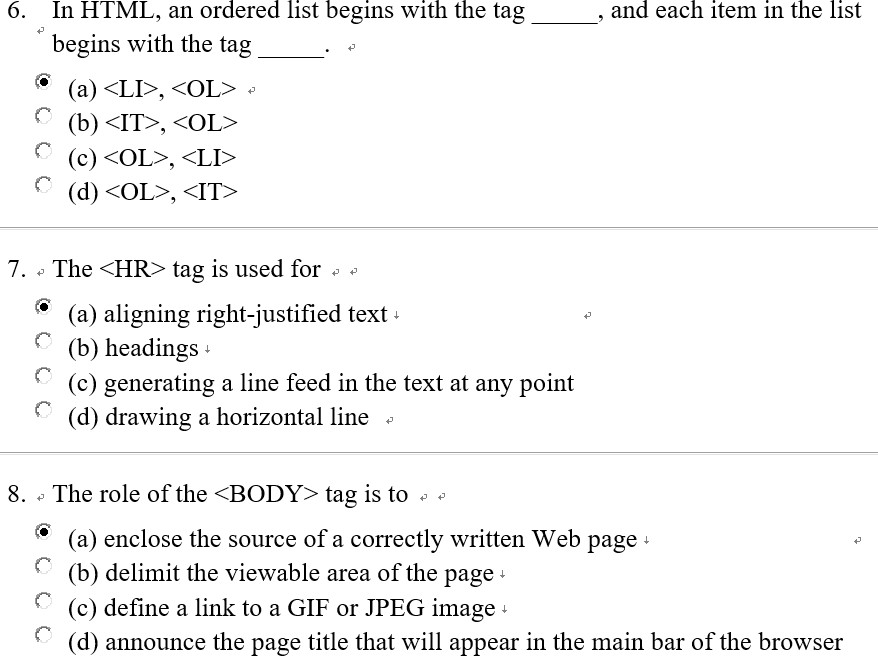 6. In HTML, an ordered list begins with the tag _____, and each item in the list
begins with the tag _____.
(a) <LI>, <OL>
(b) <IT>, <OL>
(c) <OL>, <LI>
(d) <OL>, <IT>
7. The <HR> tag is used for
(a) aligning right-justified text
(b) headings
(c) generating a line feed in the text at any point
(d) drawing a horizontal line
8. The role of the <BODY> tag is to
(a) enclose the source of a correctly written Web page
(b) delimit the viewable area of the page
(c) define a link to a GIF or JPEG image
(d) announce the page title that will appear in the main bar of the browser